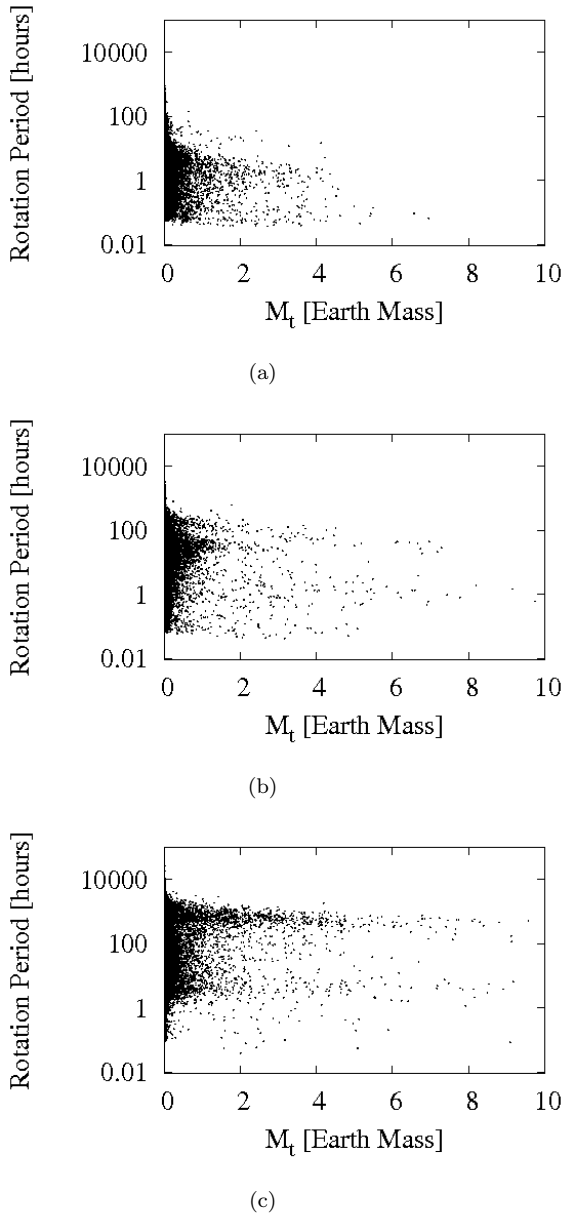 Rotation Period [hours]
10000
100
1
0.01
0 2 4 6 8 10
M_t [Earth Mass]
(a)
Rotation Period [hours]
10000
100
1
0.01
0 2 4 6 8 10
M_t [Earth Mass]
(b)
Rotation Period [hours]
10000
100
1
0.01
0 2 4 6 8 10
M_t [Earth Mass]
(c)